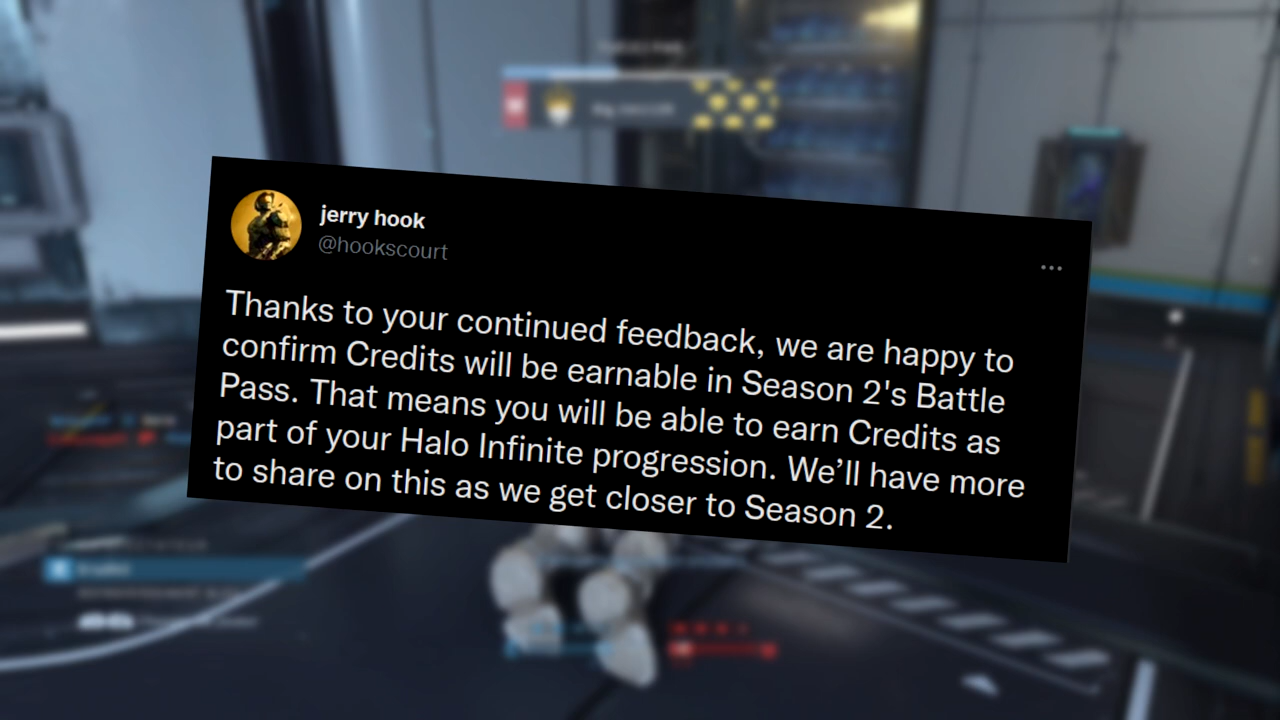 jerry hook
@hookscourt
Thanks to your continued feedback, we are happy to
confirm Credits will be earnable in Season 2's Battle
Pass. That means you will be able to earn Credits as
part of your Halo Infinite progression. We’ll have more
to share on this as we get closer to Season 2.